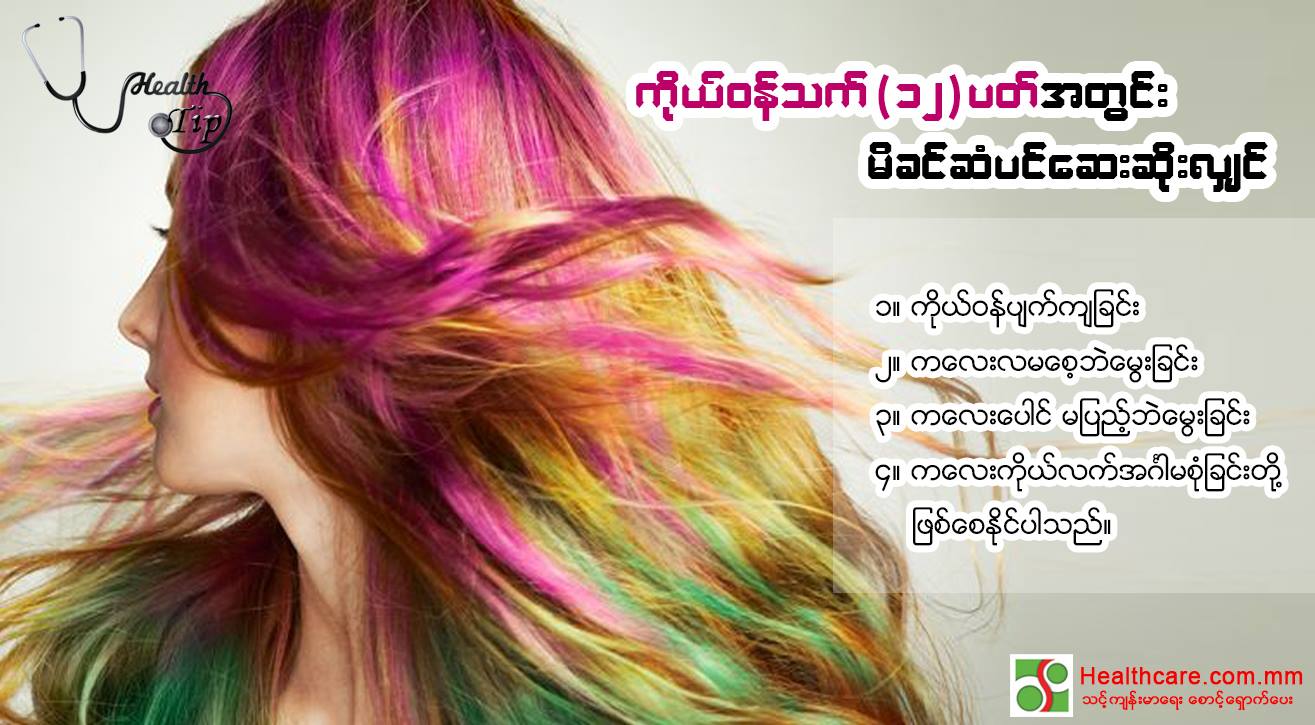 Health
Tip
ကိုယ်ဝန်သက် (၁၂) ပတ်အတွင်း
မိခင်ဆံပင်ဆေးဆိုးလျှင်
၁။ ကိုယ်ဝန်ပျက်ကျခြင်း
၂။ ကလေးလမစေ့ဘဲမွေးခြင်း
၃။ ကလေးပေါင် မပြည့်ဘဲမွေးခြင်း
၄။ ကလေးကိုယ်လက်အင်္ဂါမစုံခြင်းတို့
ဖြစ်စေနိုင်ပါသည်။
Healthcare.com.mm
သင့်ကျန်းမာရေး စောင့်ရှောက်ပေး